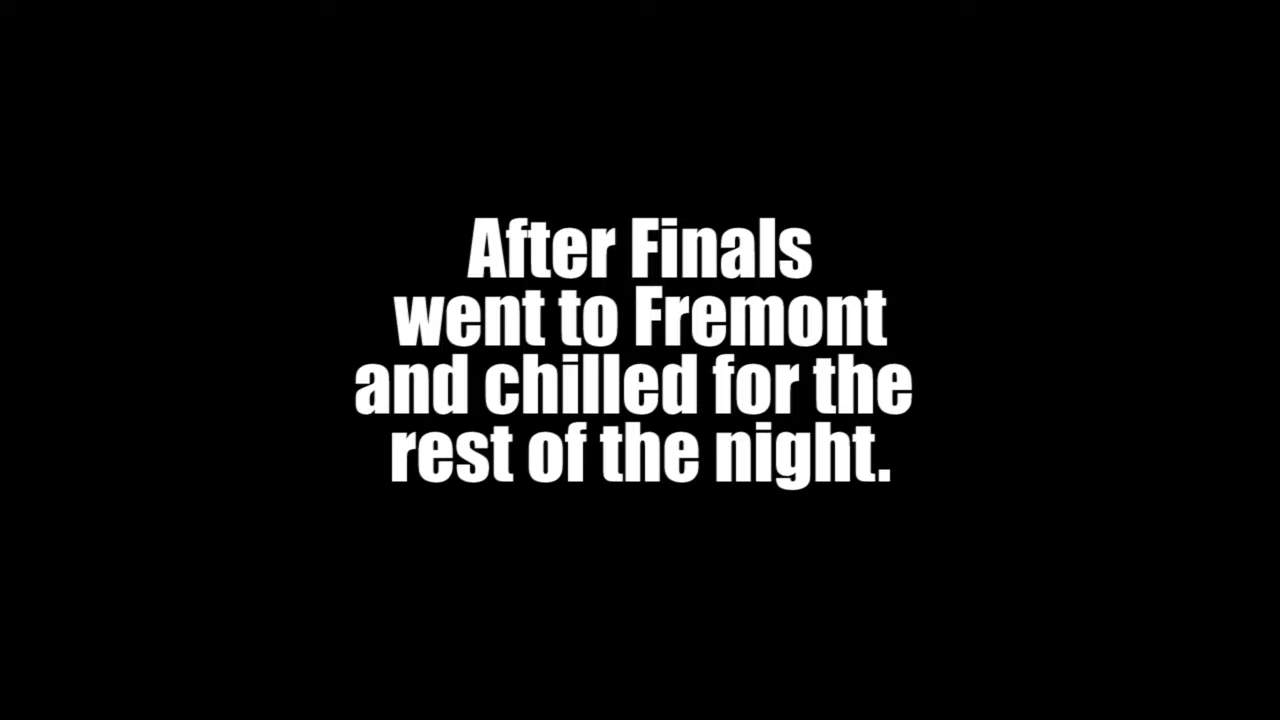 After Finals
went to Fremont
and chilled for the
rest of the night.